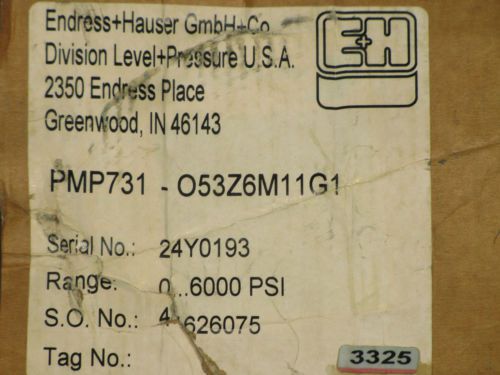 Endress+Hauser GmbH+Co
Division Level+Pressure U.S.A.
2350 Endress Place
Greenwood, IN 46143
E+H
PMP731 - O53Z6M11G1
Serial No.: 24Y0193
Range: 0...6000 PSI
S.O. No.: 4 626075
Tag No.:
3325